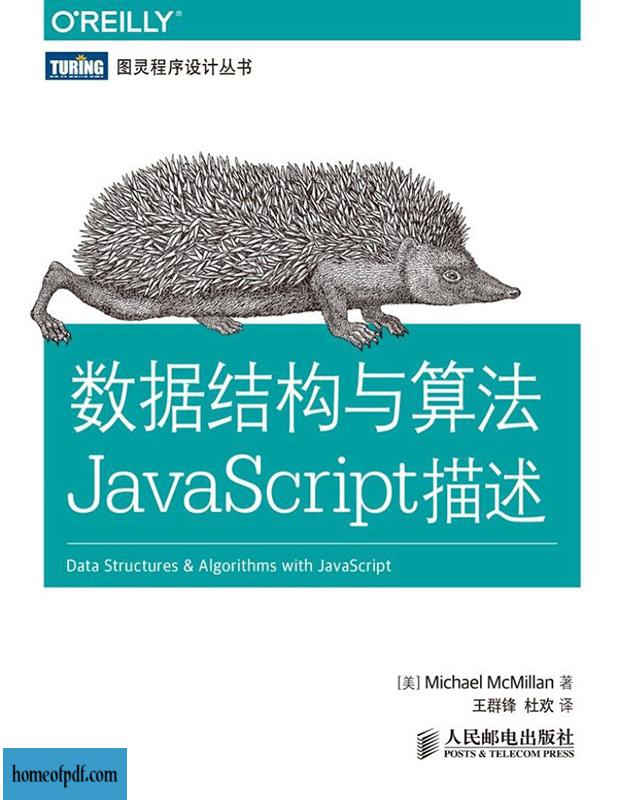 O'REILLY®
TURING 图灵程序设计丛书
数据结构与算法
JavaScript描述
Data Structures & Algorithms with JavaScript
[美] Michael McMillan 著
王群锋 杜欢 译
人民邮电出版社
POSTS & TELECOM PRESS
homeofpdf.com